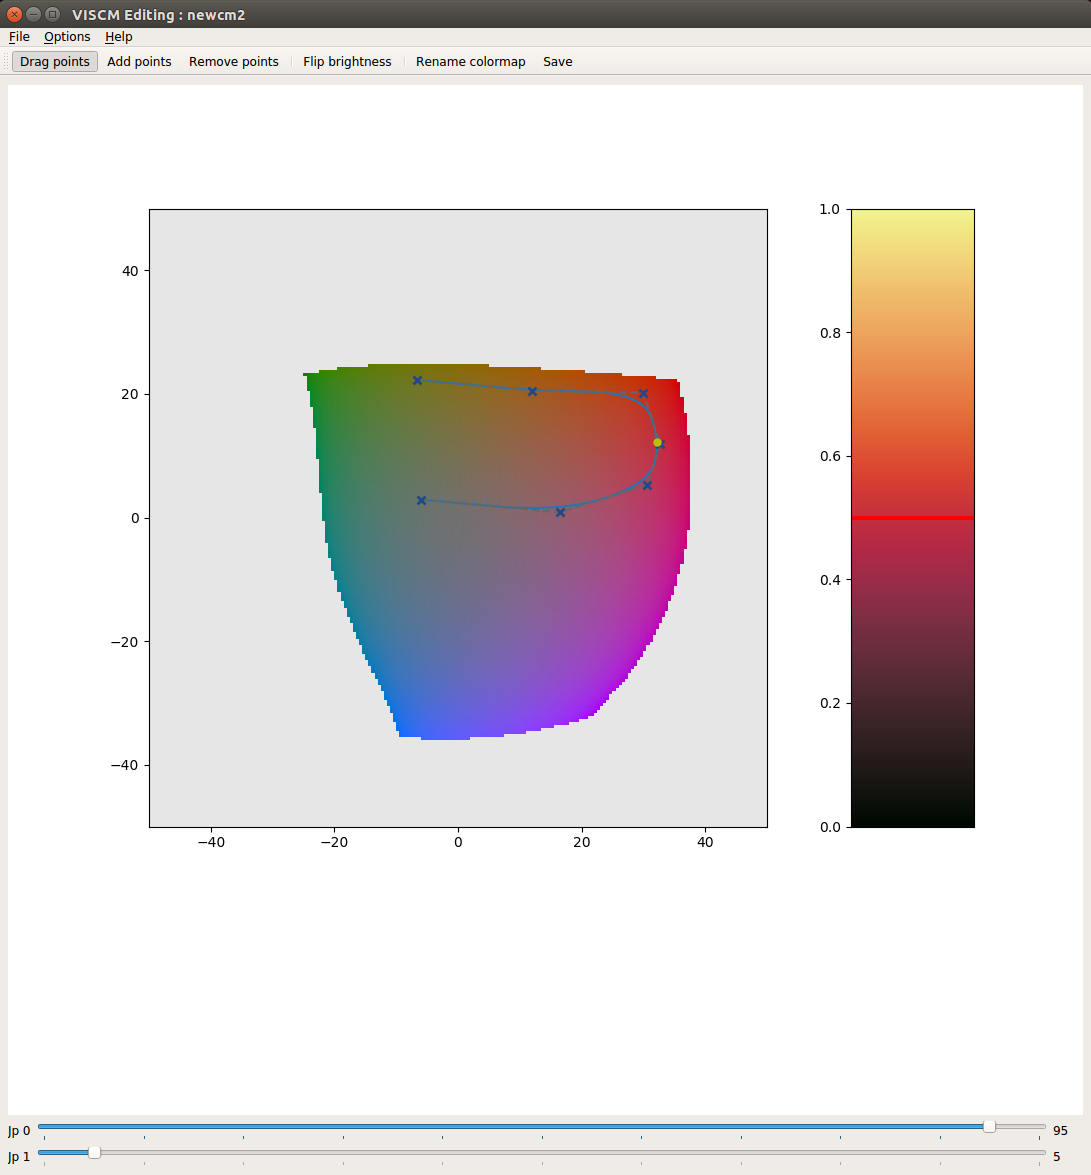 VISCM Editing : newcm2
File Options Help
Drag points Add points Remove points Flip brightness Rename colormap Save
40
20
0
−20
−40
−40 −20 0 20 40
1.0
0.8
0.6
0.4
0.2
0.0
Jp 0 95
Jp 1 5